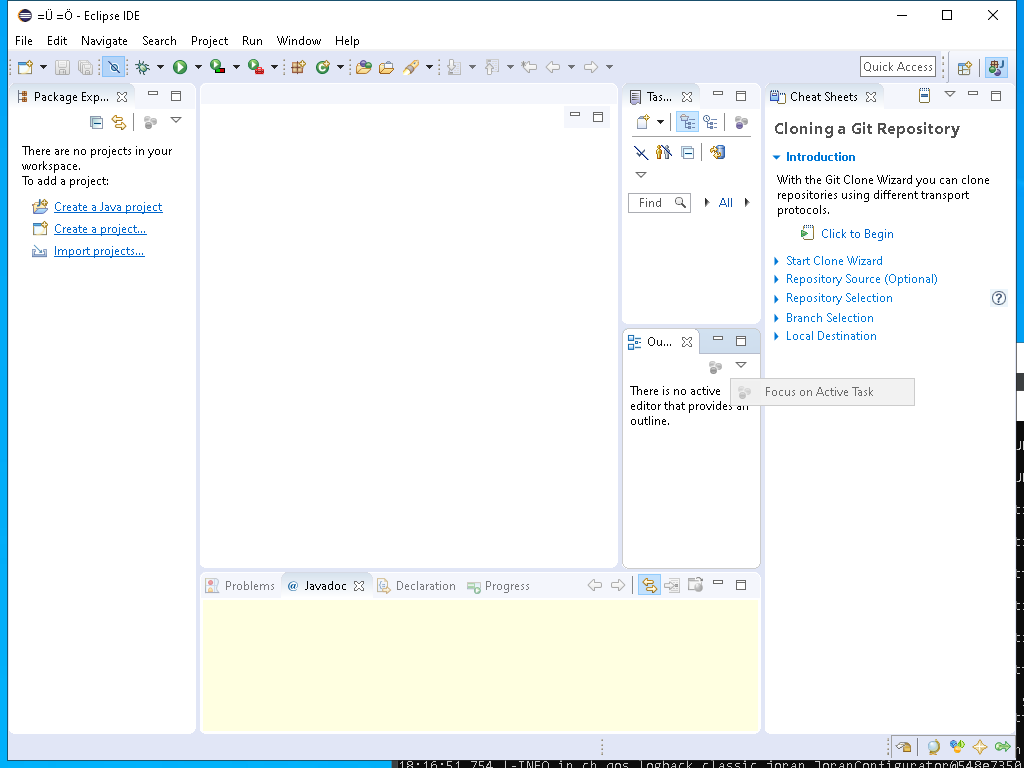 =Ü =Ö - Eclipse IDE
File Edit Navigate Search Project Run Window Help
Quick Access
Package Exp...
There are no projects in your
workspace.
To add a project:
Create a Java project
Create a project...
Import projects...
Tas...
Find
All
Ou...
There is no active
editor that provides an
outline.
Focus on Active Task
Cheat Sheets
Cloning a Git Repository
Introduction
With the Git Clone Wizard you can clone
repositories using different transport
protocols.
Click to Begin
Start Clone Wizard
Repository Source (Optional)
Repository Selection
Branch Selection
Local Destination
Problems @ Javadoc Declaration Progress
18:16:51,754 |-INFO in ch.qos.logback.classic.joran.JoranConfigurator@548e7350